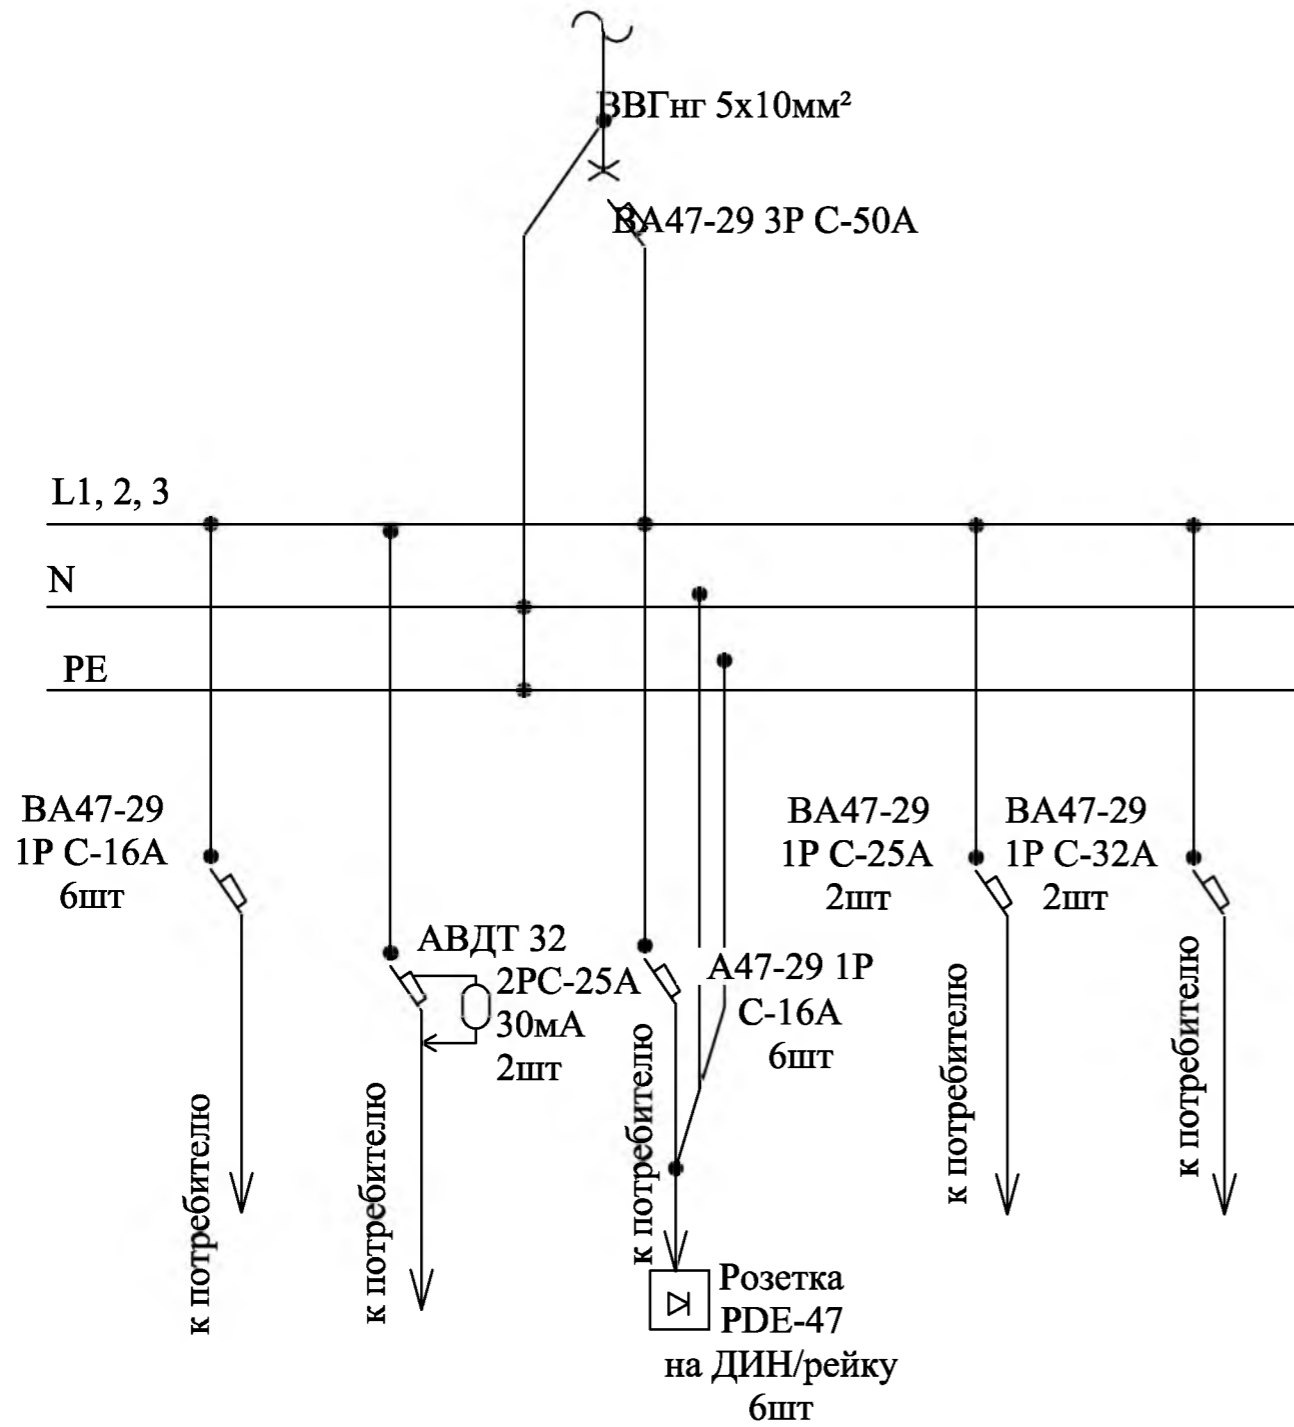 ВВГнг 5х10мм²
ВА47-29 3Р С-50А
L1, 2, 3
N
PE
ВА47-29
1Р С-16А
6шт
к потребителю
АВДТ 32
2РС-25А
30мА
2шт
к потребителю
А47-29 1Р
С-16А
6шт
к потребителю
Розетка
PDE-47
на ДИН/рейку
6шт
ВА47-29
1Р С-25А
2шт
к потребителю
ВА47-29
1Р С-32А
2шт
к потребителю